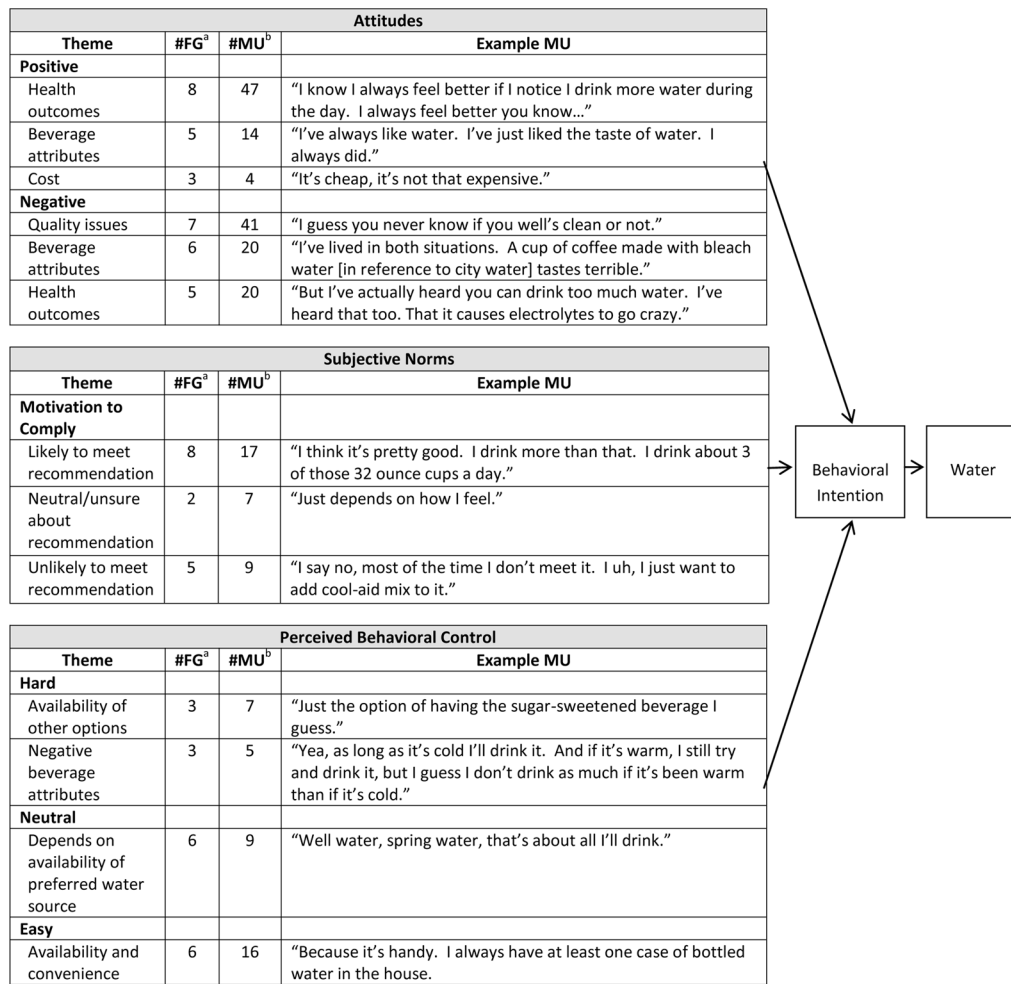 Attitudes
Theme #FGa #MUb Example MU
Positive
Health outcomes 8 47 “I know I always feel better if I notice I drink more water during
the day.  I always feel better you know…”
Beverage attributes 5 14 “I’ve always like water.  I’ve just liked the taste of water.  I
always did.”
Cost 3 4 “It’s cheap, it’s not that expensive.”
Negative
Quality issues 7 41 “I guess you never know if you well’s clean or not.”
Beverage attributes 6 20 “I’ve lived in both situations.  A cup of coffee made with bleach
water [in reference to city water] tastes terrible.”
Health outcomes 5 20 “But I’ve actually heard you can drink too much water.  I’ve
heard that too. That it causes electrolytes to go crazy.”
Subjective Norms
Theme #FGa #MUb Example MU
Motivation to
Comply
Likely to meet
recommendation 8 17 “I think it’s pretty good.  I drink more than that.  I drink about 3
of those 32 ounce cups a day.”
Neutral/unsure
about
recommendation 2 7 “Just depends on how I feel.”
Unlikely to meet
recommendation 5 9 “I say no, most of the time I don’t meet it.  I uh, I just want to
add cool-aid mix to it.”
Perceived Behavioral Control
Theme #FGa #MUb Example MU
Hard
Availability of
other options 3 7 “Just the option of having the sugar-sweetened beverage I
guess.”
Negative
beverage
attributes 3 5 “Yea, as long as it’s cold I’ll drink it.  And if it’s warm, I still try
and drink it, but I guess I don’t drink as much if it’s been warm
than if it’s cold.”
Neutral
Depends on
availability of
preferred water
source 6 9 “Well water, spring water, that’s about all I’ll drink.”
Easy
Availability and
convenience 6 16 “Because it’s handy.  I always have at least one case of bottled
water in the house.
Behavioral
Intention
Water